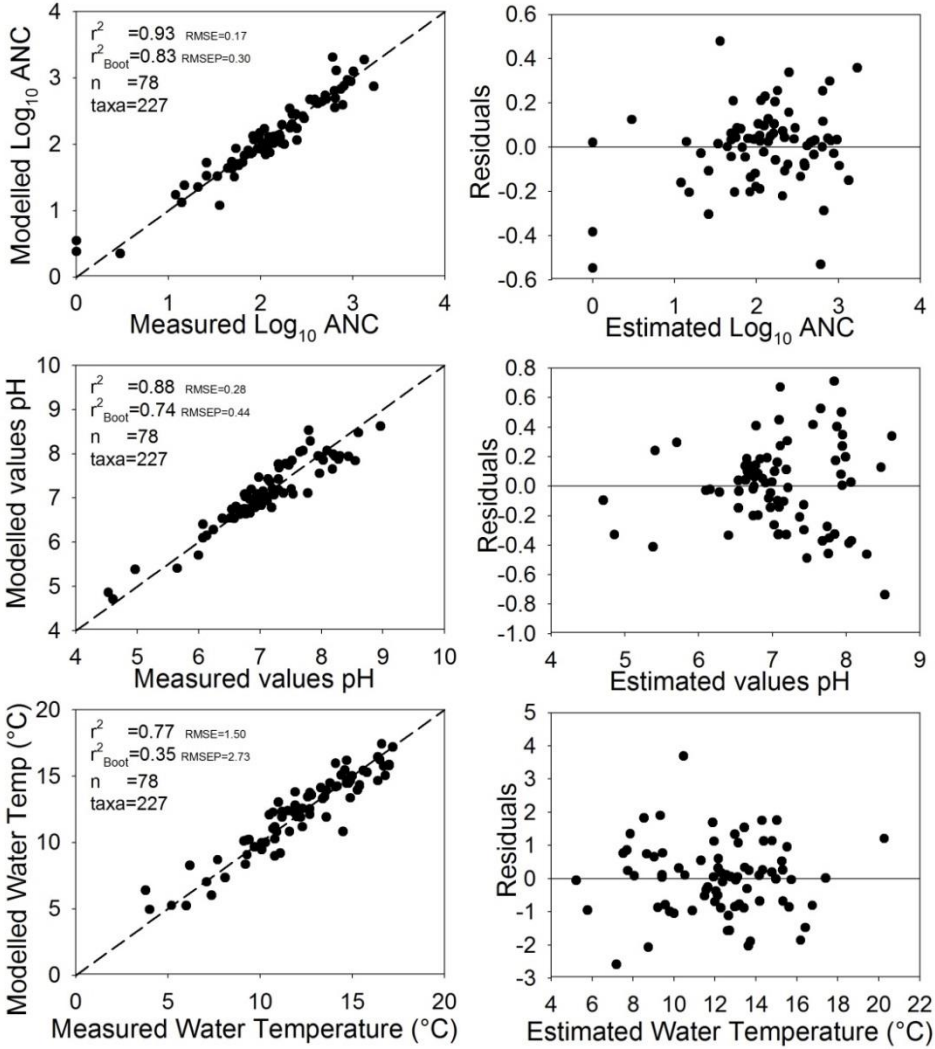 4
3
2
1
0
Modelled Log10 ANC
r2 =0.93 RMSE=0.17
r2Boot=0.83 RMSEP=0.30
n =78
taxa=227
0 1 2 3 4
Measured Log10 ANC
0.6
0.4
0.2
0.0
-0.2
-0.4
-0.6
Residuals
0 1 2 3 4
Estimated Log10 ANC
10
9
8
7
6
5
4
Modelled values pH
r2 =0.88 RMSE=0.28
r2Boot=0.74 RMSEP=0.44
n =78
taxa=227
4 5 6 7 8 9 10
Measured values pH
0.8
0.6
0.4
0.2
0.0
-0.2
-0.4
-0.6
-0.8
-1.0
Residuals
4 5 6 7 8 9
Estimated values pH
20
15
10
5
0
Modelled Water Temp (°C)
r2 =0.77 RMSE=1.50
r2Boot=0.35 RMSEP=2.73
n =78
taxa=227
0 5 10 15 20
Measured Water Temperature (°C)
5
4
3
2
1
0
-1
-2
-3
Residuals
4 6 8 10 12 14 16 18 20 22
Estimated Water Temperature (°C)